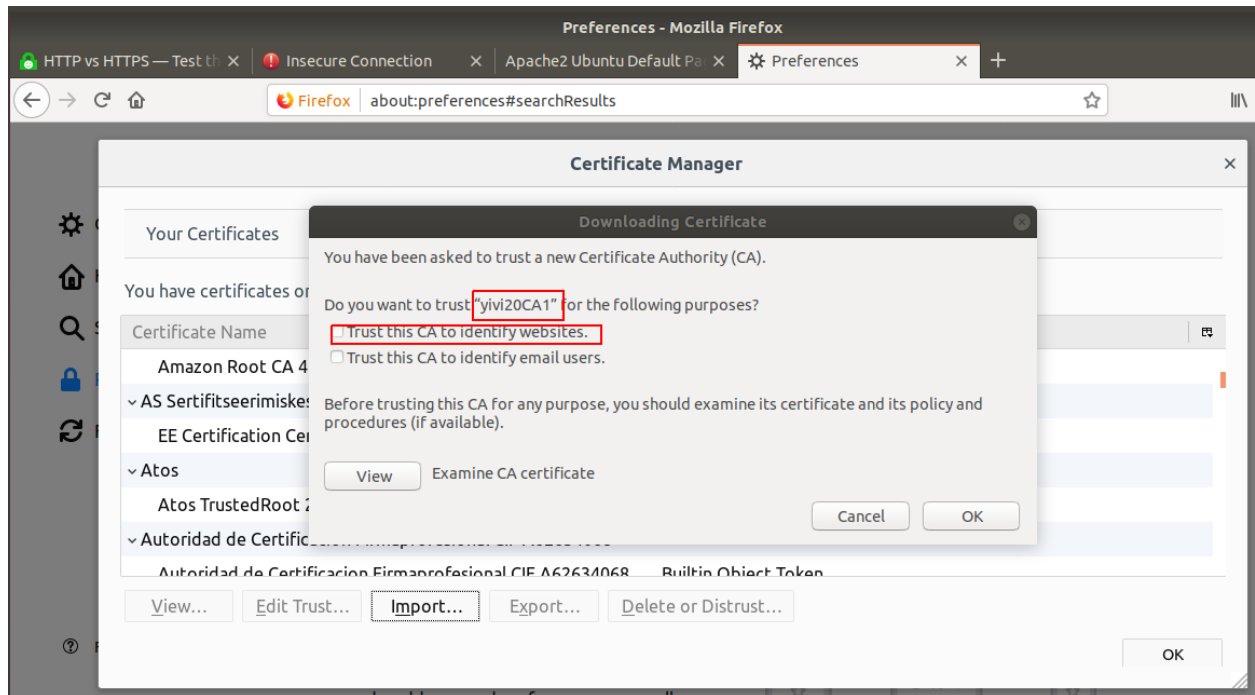 Preferences - Mozilla Firefox
HTTP vs HTTPS — Test th
Insecure Connection
Apache2 Ubuntu Default Pa
Preferences
Firefox about:preferences#searchResults
Certificate Manager
Your Certificates
You have certificates
Certificate Name
Amazon Root CA 4
AS Sertifitseerimiskes
EE Certification Cer
Atos
Atos TrustedRoot 2
Autoridad de
Autoridad de Certificacion Firmaprofesional CIF A62634068 Builtin Object Token
Downloading Certificate
You have been asked to trust a new Certificate Authority (CA).
Do you want to trust "yivi20CA1" for the following purposes?
Trust this CA to identify websites.
Trust this CA to identify email users.
Before trusting this CA for any purpose, you should examine its certificate and its policy and
procedures (if available).
View Examine CA certificate
Cancel OK
View… Edit Trust… Import… Export… Delete or Distrust…
OK